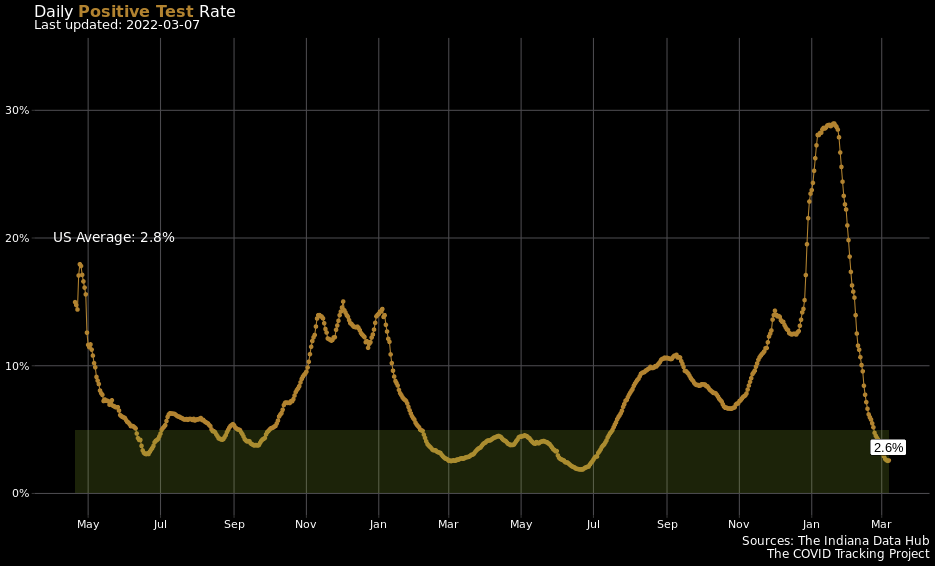 Daily Positive Test Rate
Last updated: 2022-03-07
30%
20%
US Average: 2.8%
10%
2.6%
0%
May Jul Sep Nov Jan Mar May Jul Sep Nov Jan Mar
Sources: The Indiana Data Hub
The COVID Tracking Project